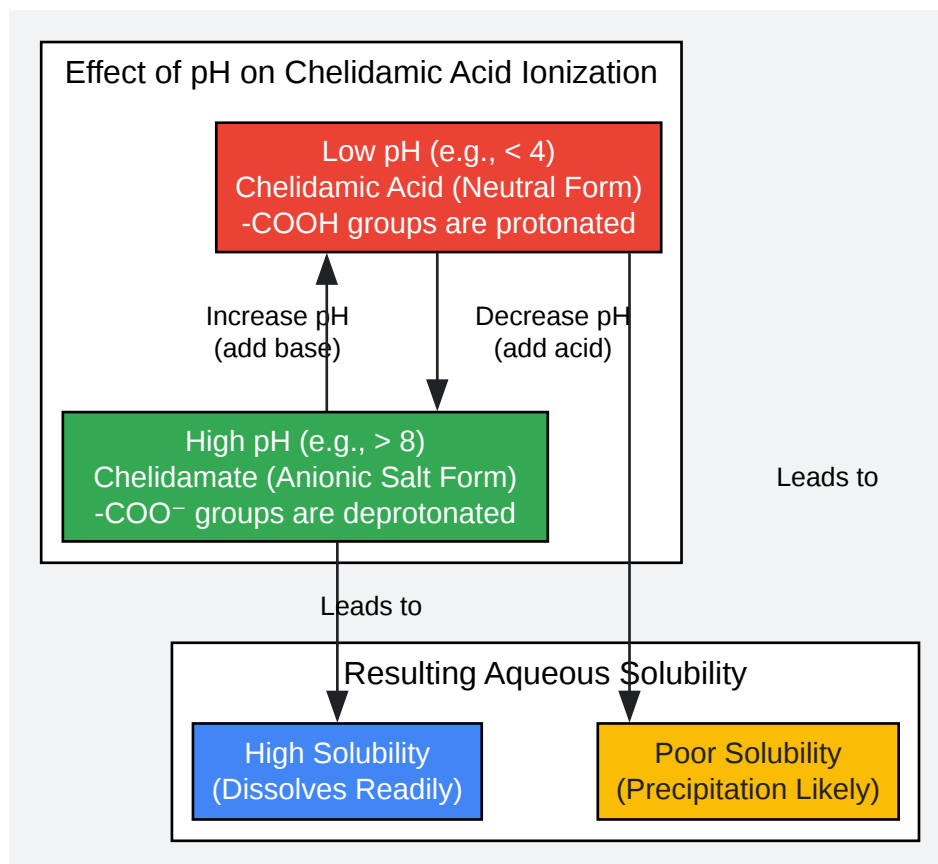 Effect of pH on Chelidamic Acid Ionization
Low pH (e.g., < 4)
Chelidamic Acid (Neutral Form)
-COOH groups are protonated
Increase pH
(add base)
Decrease pH
(add acid)
High pH (e.g., > 8)
Chelidamate (Anionic Salt Form)
-COO⁻ groups are deprotonated
Leads to
Leads to
Resulting Aqueous Solubility
High Solubility
(Dissolves Readily)
Poor Solubility
(Precipitation Likely)